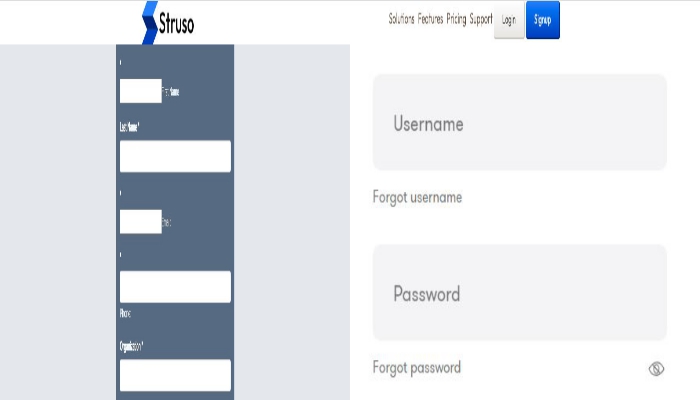 Struso
Solutions Features Pricing Support Login Signup
*
First Name
Last Name *
*
Email
*
Phone
Organization *
Username
Forgot username
Password
Forgot password